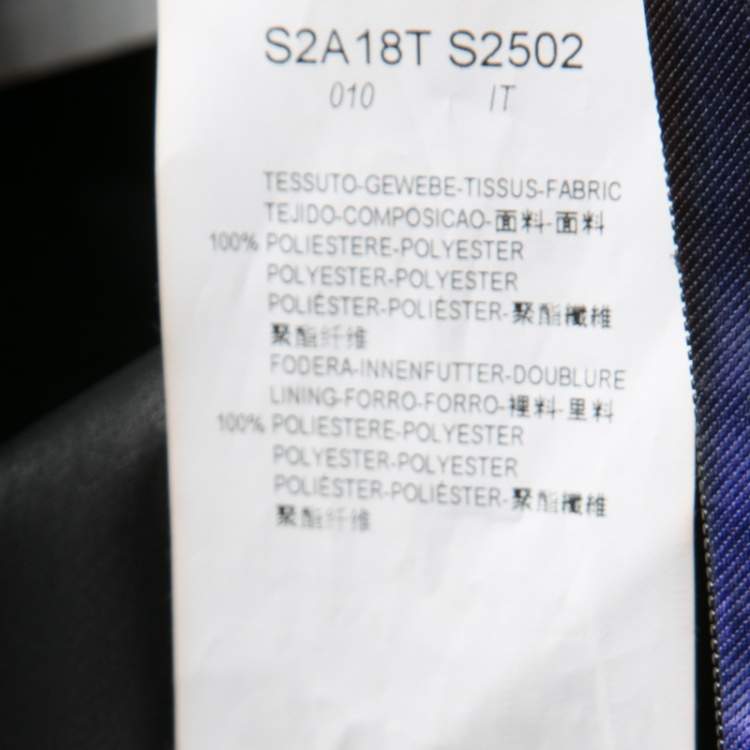 S2A18T S2502
010 IT
TESSUTO-GEWEBE-TISSUS-FABRIC
TEJIDO-COMPOSICAO-面料-面料
100% POLIESTERE-POLYESTER
POLYESTER-POLYESTER
POLIÉSTER-POLIÉSTER-聚酯纖維
聚酯纤维
FODERA-INNENFUTTER-DOUBLURE
LINING-FORRO-FORRO-裡料-里料
100% POLIESTERE-POLYESTER
POLYESTER-POLYESTER
POLIÉSTER-POLIÉSTER-聚酯纖維
聚酯纤维